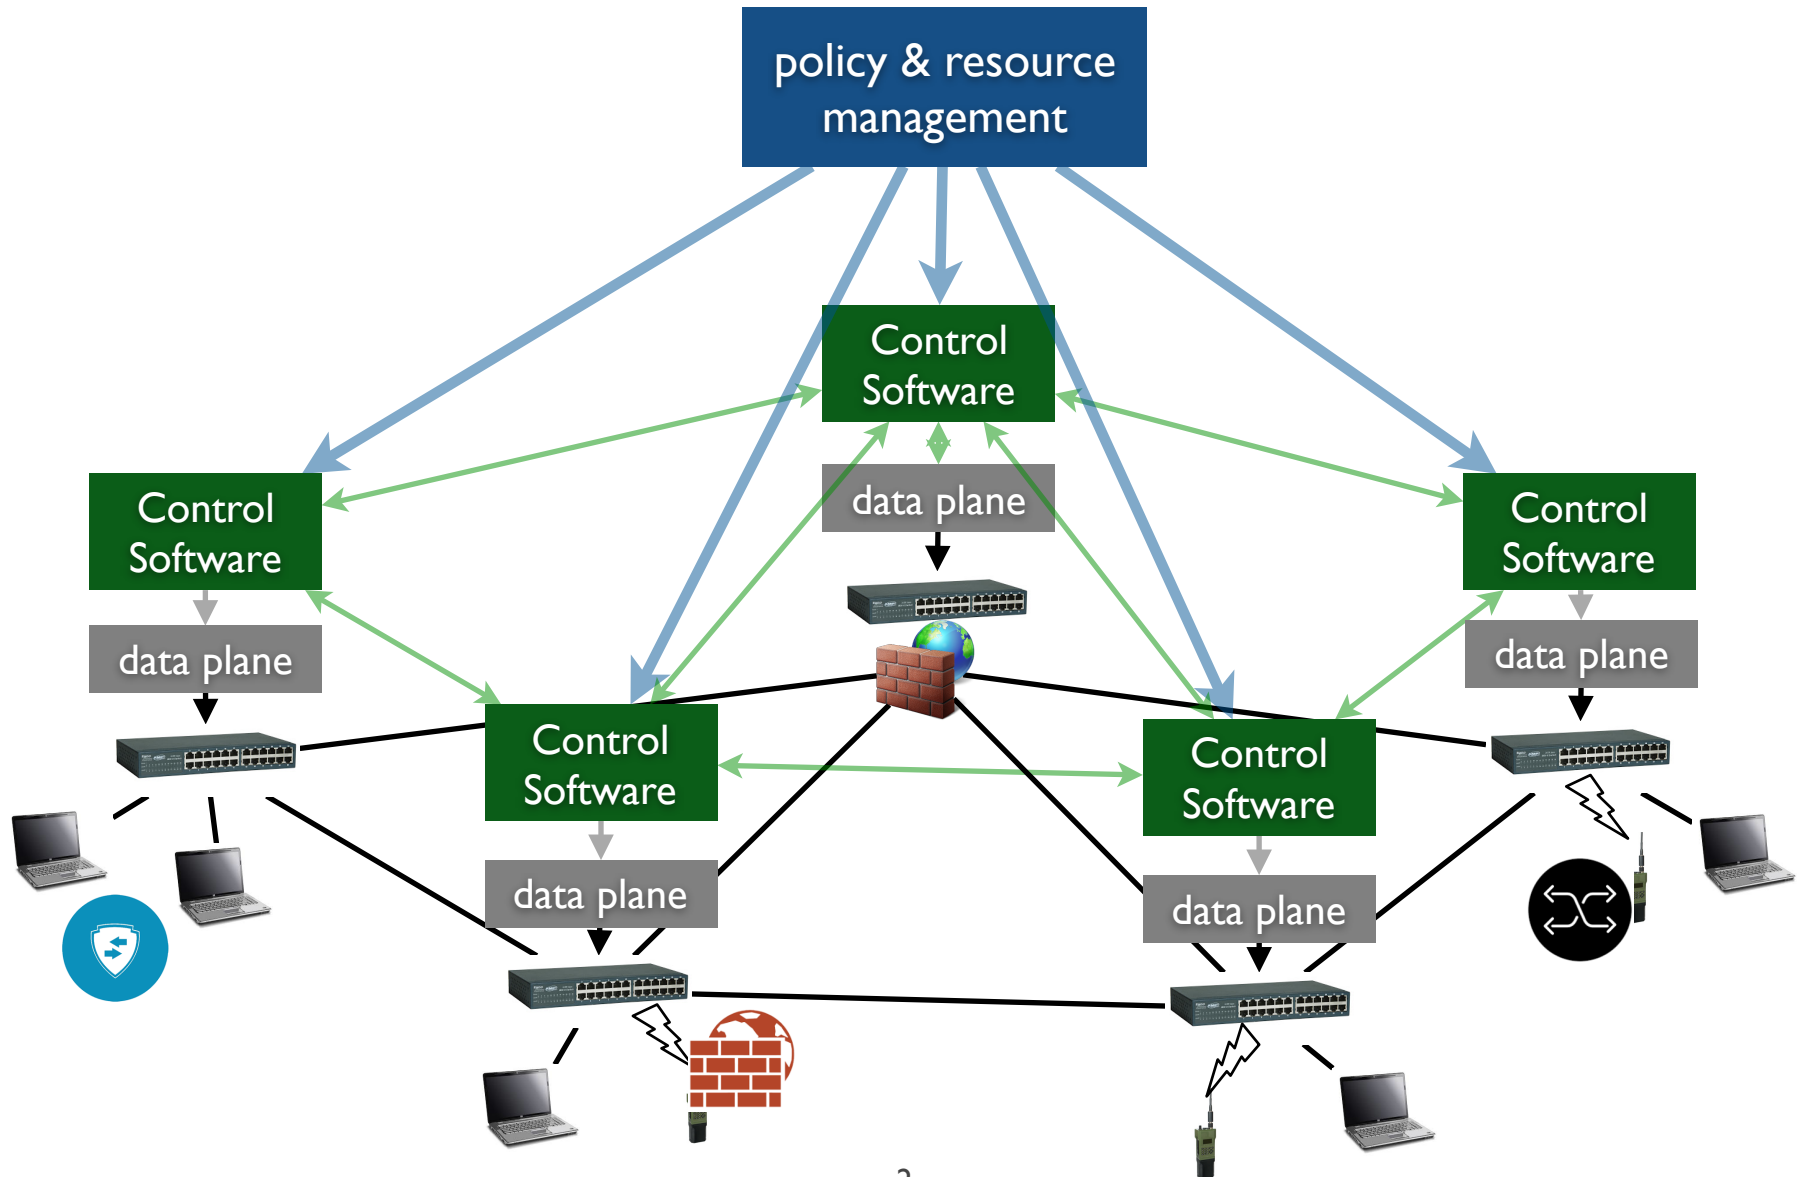 policy & resource
management
Control
Software
data plane
Control
Software
data plane
Control
Software
data plane
Control
Software
data plane
Control
Software
data plane